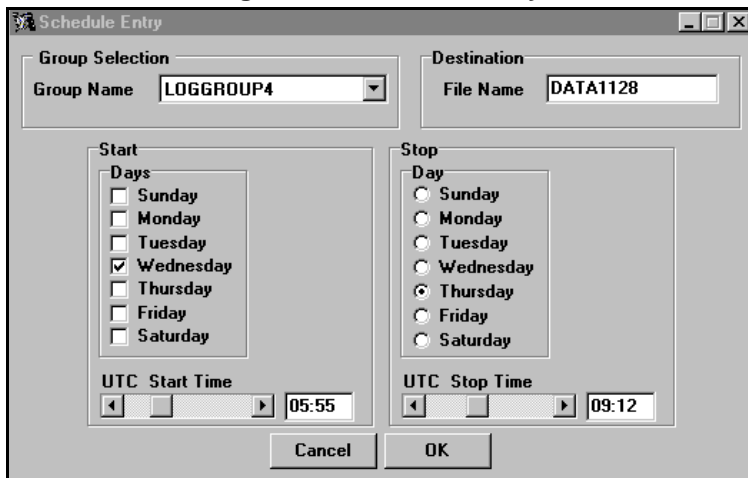 Schedule Entry
Group Selection
Group Name LOGGROUP4
Destination
File Name DATA1128
Start
Days
Sunday
Monday
Tuesday
Wednesday
Thursday
Friday
Saturday
UTC Start Time
05:55
Stop
Day
Sunday
Monday
Tuesday
Wednesday
Thursday
Friday
Saturday
UTC Stop Time
09:12
Cancel
OK